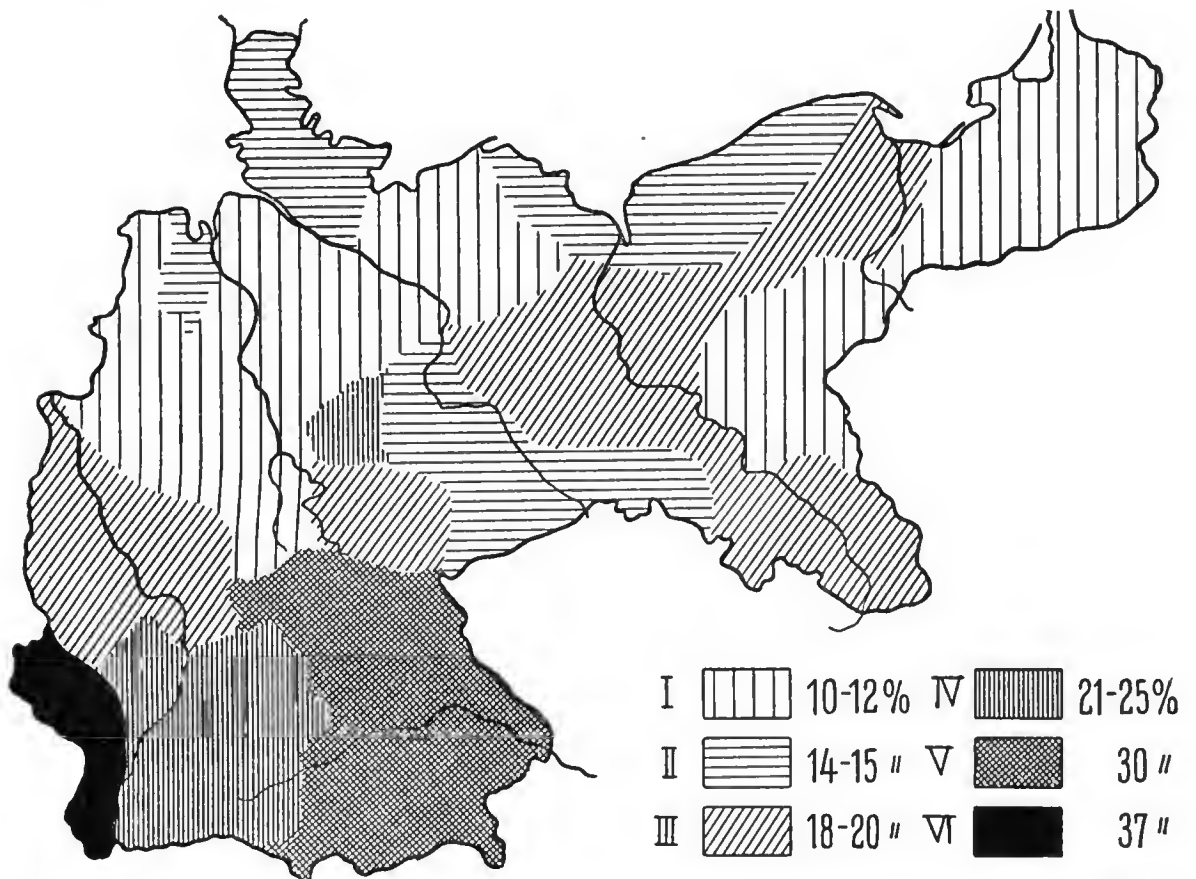 I 10-12% IV 21-25%
II 14-15 " V 30 "
III 18-20 " VI 37 "